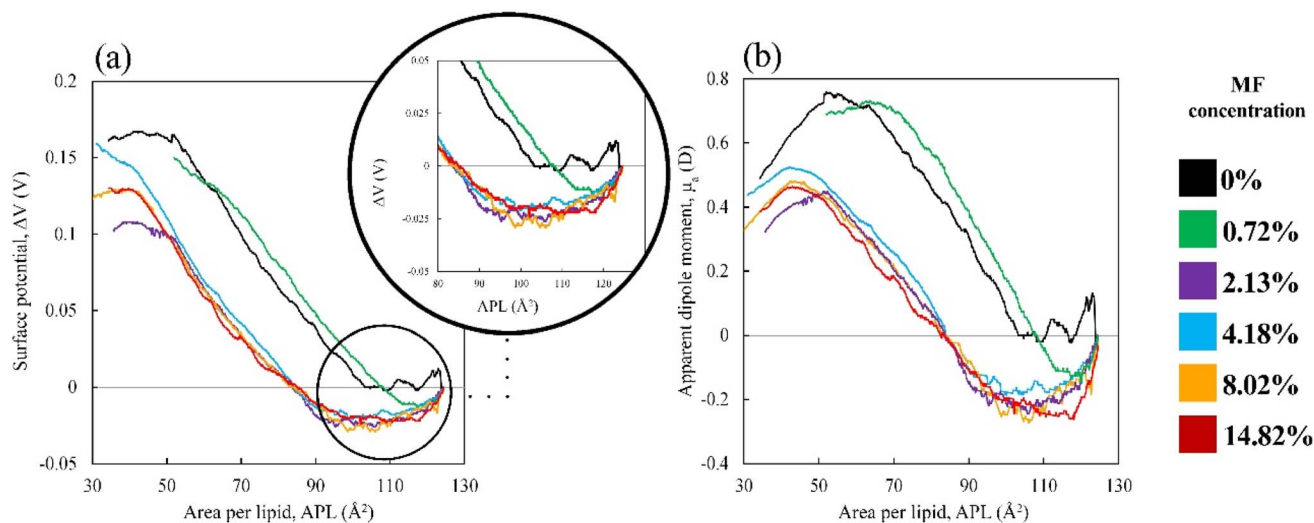 (a)
Surface potential, ΔV (V)
0.2
0.15
0.1
0.05
0
-0.05
30 50 70 90 110 130
Area per lipid, APL (Å²)
ΔV (V)
0.05
0.025
0
-0.025
-0.05
80 90 100 110 120
APL (Å²)
(b)
Apparent dipole moment, μₐ (D)
0.8
0.6
0.4
0.2
0
-0.2
-0.4
30 50 70 90 110 130
Area per lipid, APL (Å²)
MF
concentration
0%
0.72%
2.13%
4.18%
8.02%
14.82%